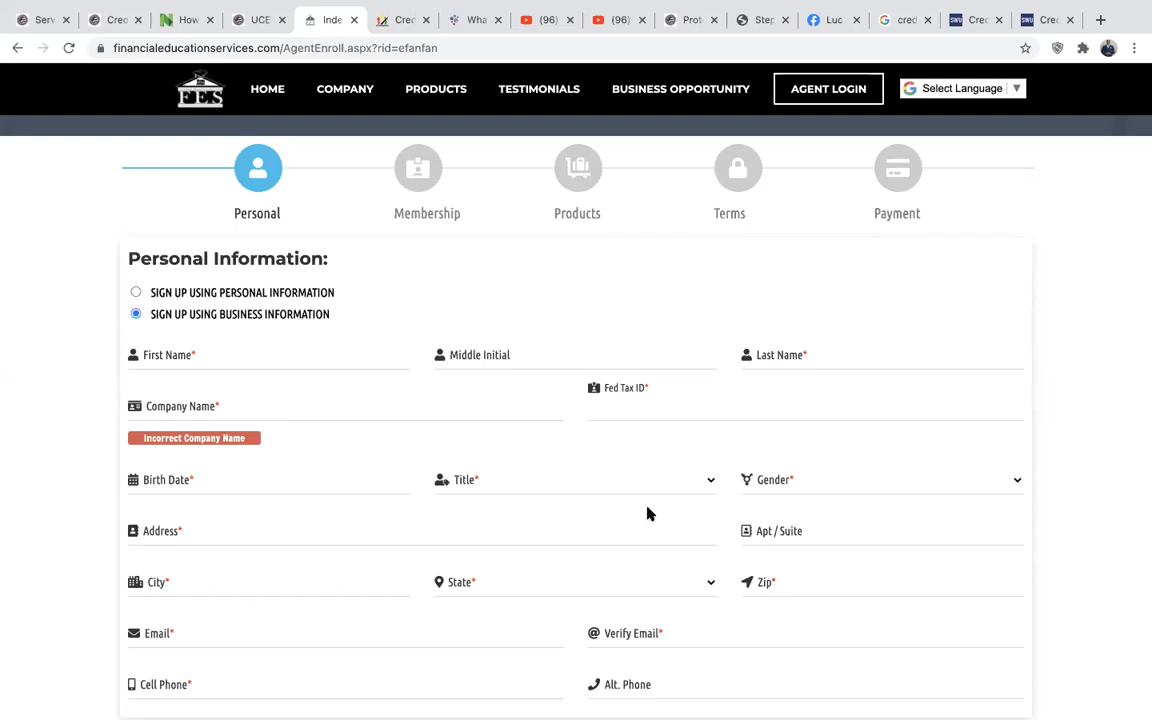 Serv
Cred
How
UCE
Inde
Cred
Wha
(96)
(96)
Prote
Step
Luc
cred
Cred
Cred
financialeducationservices.com/AgentEnroll.aspx?rid=efanfan
FES
HOME
COMPANY
PRODUCTS
TESTIMONIALS
BUSINESS OPPORTUNITY
AGENT LOGIN
Select Language
Personal
Membership
Products
Terms
Payment
Personal Information:
SIGN UP USING PERSONAL INFORMATION
SIGN UP USING BUSINESS INFORMATION
First Name*
Middle Initial
Last Name*
Company Name*
Fed Tax ID*
Incorrect Company Name
Birth Date*
Title*
Gender*
Address*
Apt / Suite
City*
State*
Zip*
Email*
Verify Email*
Cell Phone*
Alt. Phone